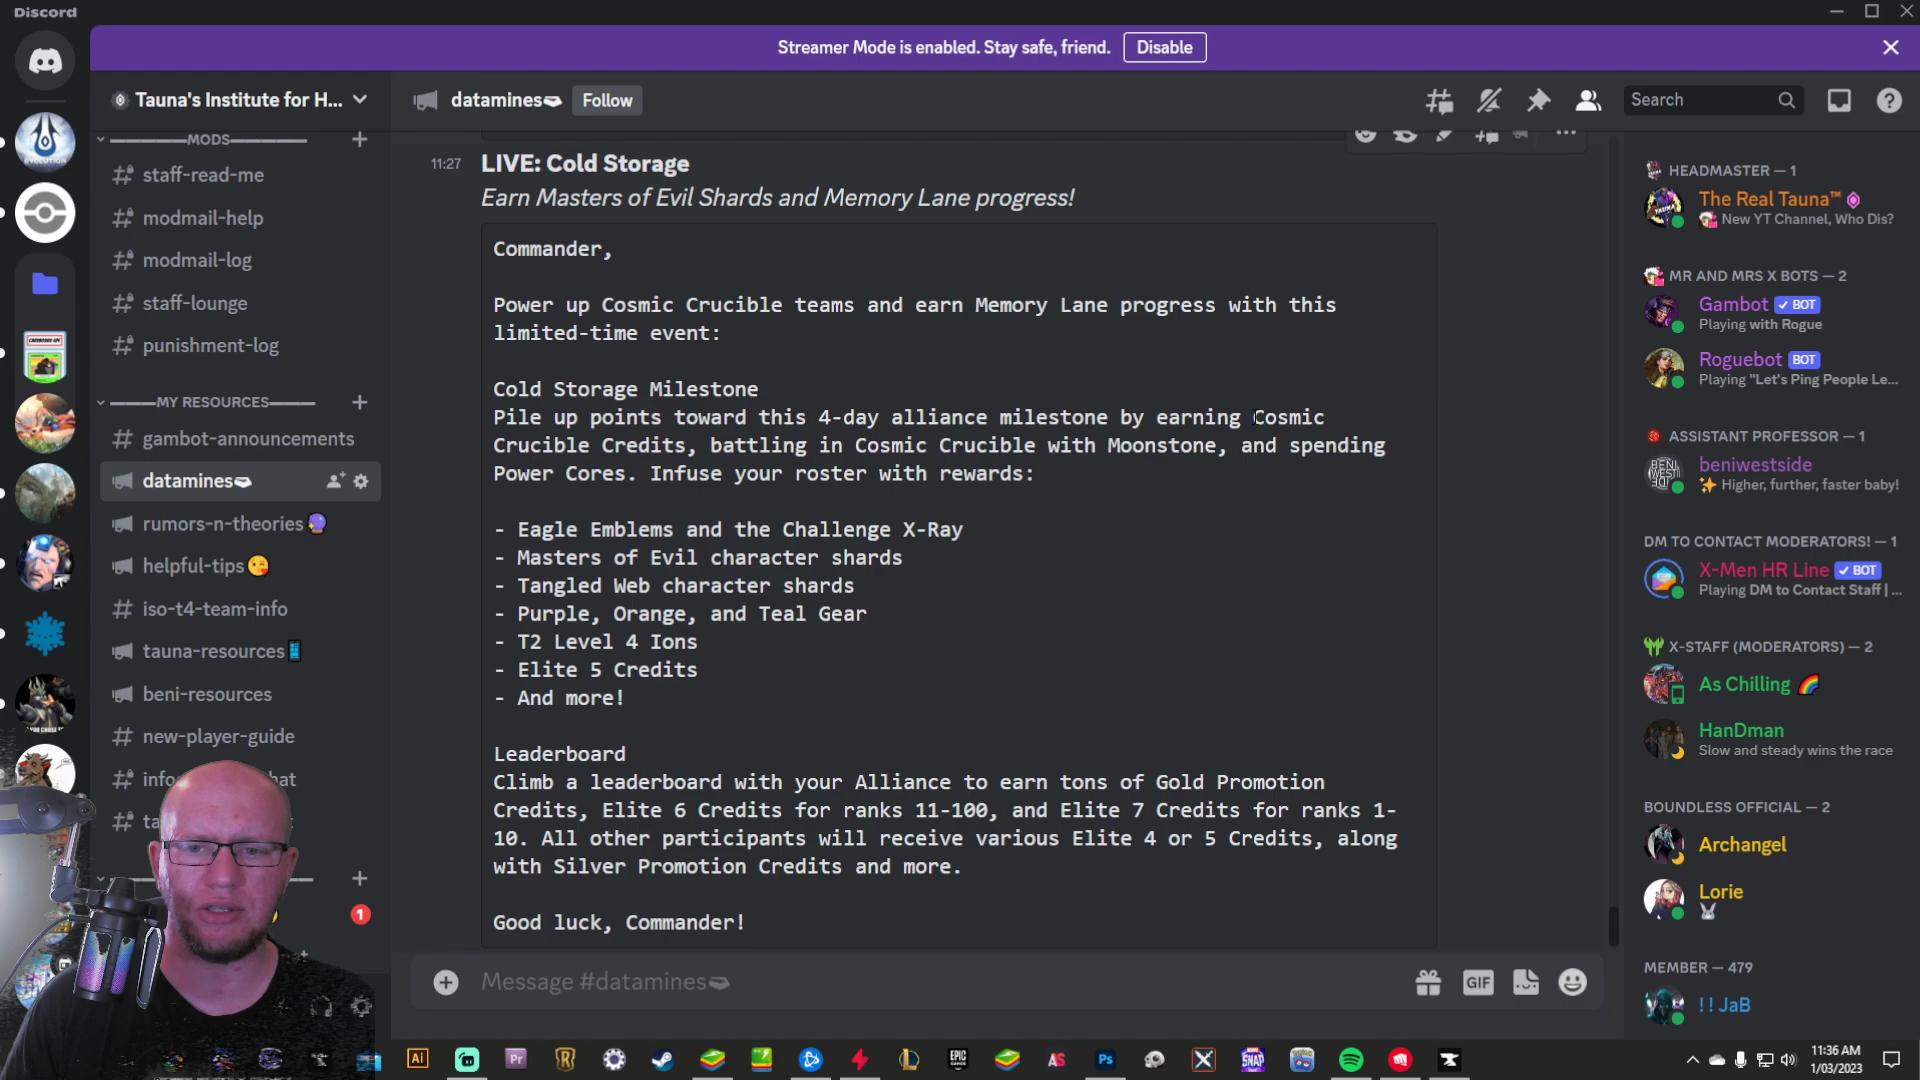 Discord
Streamer Mode is enabled. Stay safe, friend.
Disable
Tauna's Institute for H...
datamines
Follow
Search
MODS
staff-read-me
modmail-help
modmail-log
staff-lounge
punishment-log
MY RESOURCES
gambot-announcements
datamines
rumors-n-theories
helpful-tips
iso-t4-team-info
tauna-resources
beni-resources
new-player-guide
1
11:27
LIVE: Cold Storage
Earn Masters of Evil Shards and Memory Lane progress!
Commander,
Power up Cosmic Crucible teams and earn Memory Lane progress with this
limited-time event:
Cold Storage Milestone
Pile up points toward this 4-day alliance milestone by earning Cosmic
Crucible Credits, battling in Cosmic Crucible with Moonstone, and spending
Power Cores. Infuse your roster with rewards:
- Eagle Emblems and the Challenge X-Ray
- Masters of Evil character shards
- Tangled Web character shards
- Purple, Orange, and Teal Gear
- T2 Level 4 Ions
- Elite 5 Credits
- And more!
Leaderboard
Climb a leaderboard with your Alliance to earn tons of Gold Promotion
Credits, Elite 6 Credits for ranks 11-100, and Elite 7 Credits for ranks 1-
10. All other participants will receive various Elite 4 or 5 Credits, along
with Silver Promotion Credits and more.
Good luck, Commander!
Message #datamines
GIF
HEADMASTER — 1
The Real Tauna™
New YT Channel, Who Dis?
MR AND MRS X BOTS — 2
Gambot
BOT
Playing with Rogue
Roguebot
BOT
Playing "Let's Ping People Le...
ASSISTANT PROFESSOR — 1
beniwestside
Higher, further, faster baby!
DM TO CONTACT MODERATORS! — 1
X-Men HR Line
BOT
Playing DM to Contact Staff | ...
X-STAFF (MODERATORS) — 2
As Chilling
HanDman
Slow and steady wins the race
BOUNDLESS OFFICIAL — 2
Archangel
Lorie
MEMBER — 479
! ! JaB
Ai
Pr
EPIC
AS
Ps
SNAP
11:36 AM
1/03/2023